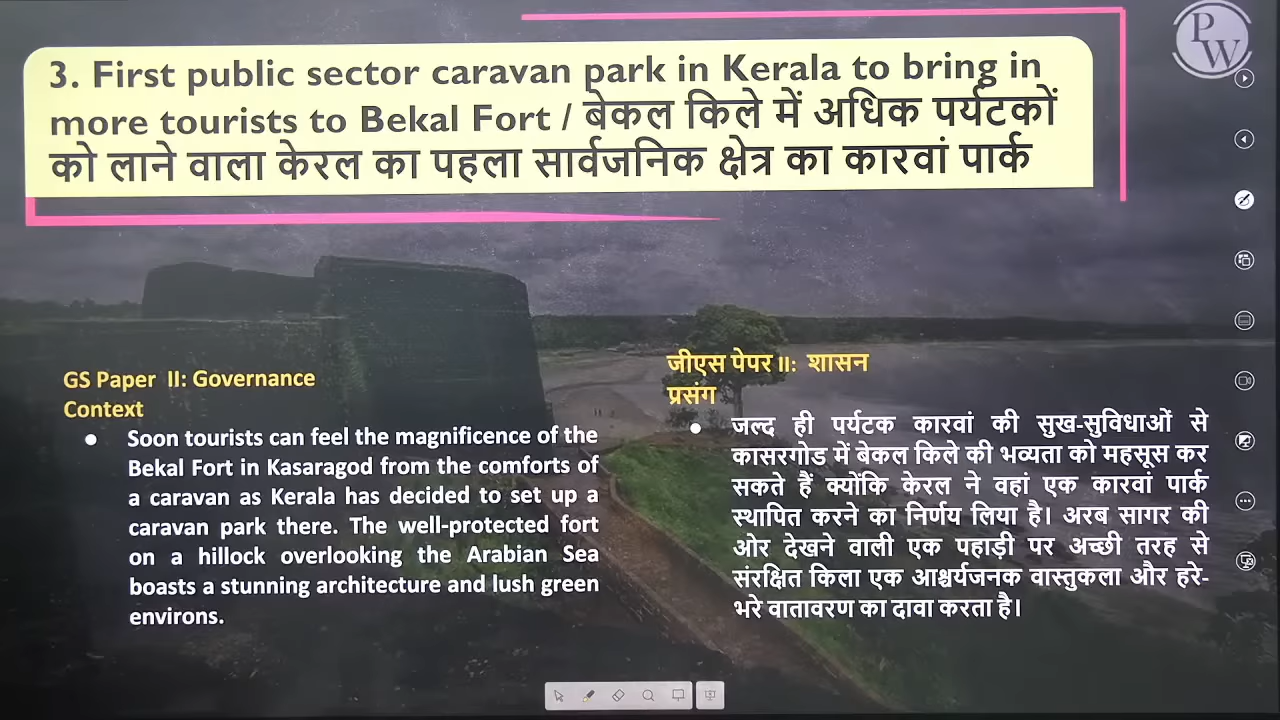 3. First public sector caravan park in Kerala to bring in
more tourists to Bekal Fort / बेकल किले में अधिक पर्यटकों
को लाने वाला केरल का पहला सार्वजनिक क्षेत्र का कारवां पार्क
PW
GS Paper II: Governance
Context
● Soon tourists can feel the magnificence of the
Bekal Fort in Kasaragod from the comforts of
a caravan as Kerala has decided to set up a
caravan park there. The well-protected fort
on a hillock overlooking the Arabian Sea
boasts a stunning architecture and lush green
environs.
जीएस पेपर II: शासन
प्रसंग
● जल्द ही पर्यटक कारवां की सुख-सुविधाओं से
कासरगोड में बेकल किले की भव्यता को महसूस कर
सकते हैं क्योंकि केरल ने वहां एक कारवां पार्क
स्थापित करने का निर्णय लिया है। अरब सागर की
ओर देखने वाली एक पहाड़ी पर अच्छी तरह से
संरक्षित किला एक आश्चर्यजनक वास्तुकला और हरे-
भरे वातावरण का दावा करता है।